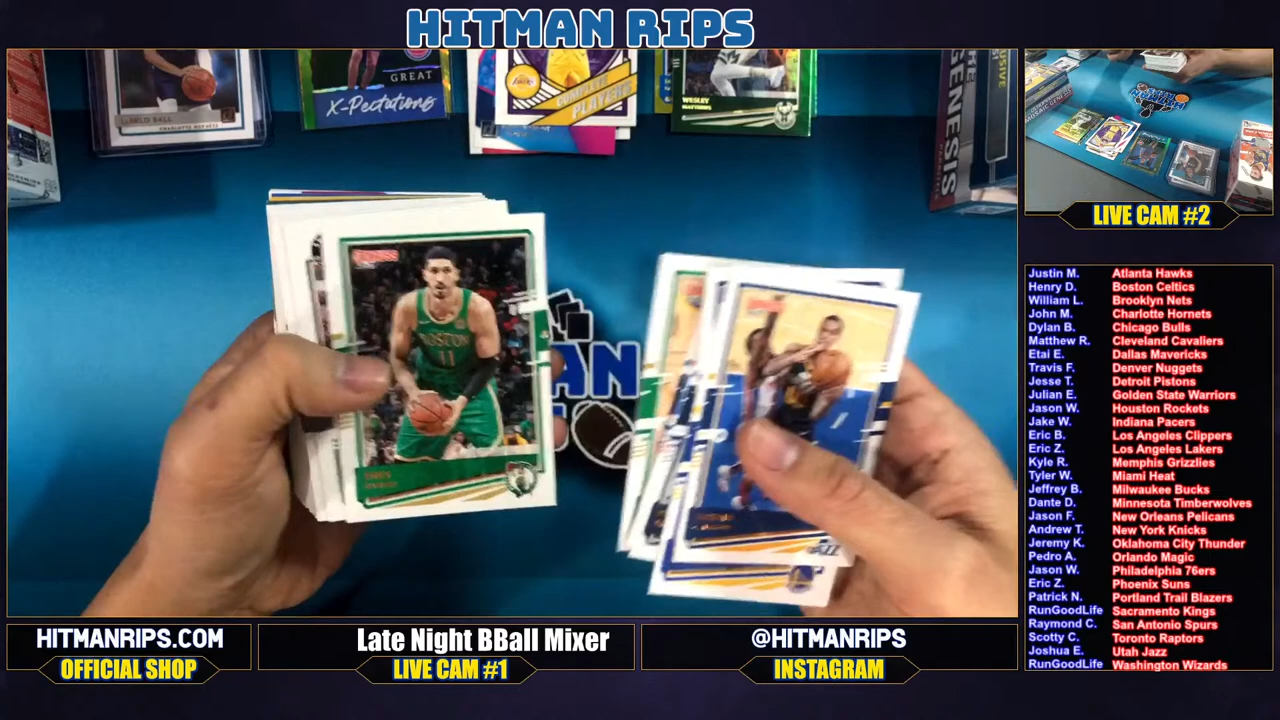 HITMAN RIPS
CHARLOTTE HORNETS
GREAT
X-Pectations
LAKERS
COMPLETE
PLAYERS
WESLEY
MATTHEWS
GENESIS
BOSTON
11
LIVE CAM #2
Justin M. Atlanta Hawks
Henry D. Boston Celtics
William L. Brooklyn Nets
John M. Charlotte Hornets
Dylan B. Chicago Bulls
Matthew R. Cleveland Cavaliers
Etai E. Dallas Mavericks
Travis F. Denver Nuggets
Jesse T. Detroit Pistons
Julian E. Golden State Warriors
Jason W. Houston Rockets
Jake W. Indiana Pacers
Eric B. Los Angeles Clippers
Eric Z. Los Angeles Lakers
Kyle R. Memphis Grizzlies
Tyler W. Miami Heat
Jeffrey B. Milwaukee Bucks
Dante D. Minnesota Timberwolves
Jason F. New Orleans Pelicans
Andrew T. New York Knicks
Jeremy K. Oklahoma City Thunder
Pedro A. Orlando Magic
Jason W. Philadelphia 76ers
Eric Z. Phoenix Suns
Patrick N. Portland Trail Blazers
RunGoodLife Sacramento Kings
Raymond C. San Antonio Spurs
Scotty C. Toronto Raptors
Joshua E. Utah Jazz
RunGoodLife Washington Wizards
HITMANRIPS.COM
OFFICIAL SHOP
Late Night BBall Mixer
LIVE CAM #1
@HITMANRIPS
INSTAGRAM